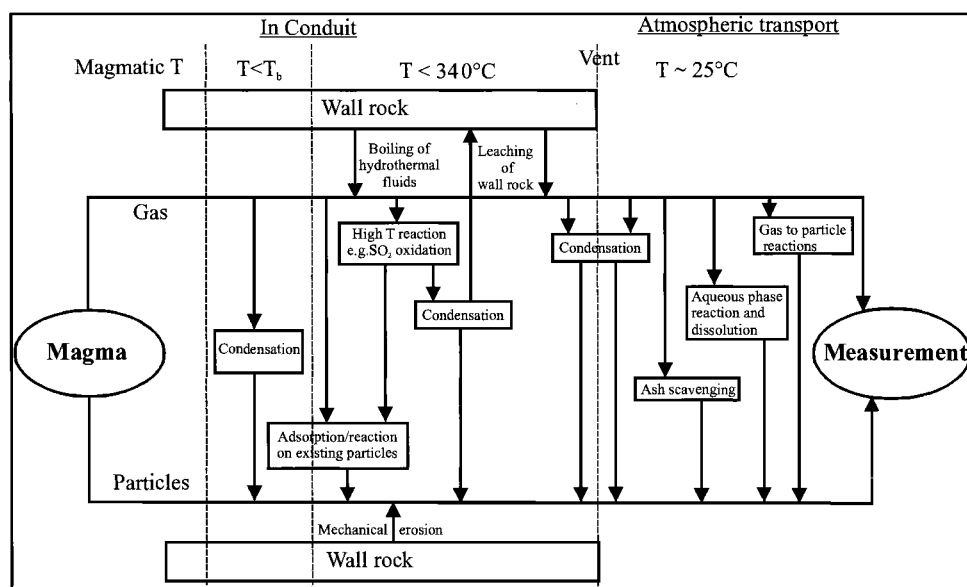 In Conduit
Atmospheric transport
Magmatic T
T<T_b
T < 340°C
Vent
T ~ 25°C
Wall rock
Boiling of
hydrothermal
fluids
Leaching
of
wall rock
Gas
High T reaction
e.g.SO₂ oxidation
Condensation
Gas to particle
reactions
Condensation
Aqueous phase
reaction and
dissolution
Magma
Condensation
Measurement
Ash scavenging
Adsorption/reaction
on existing particles
Particles
Mechanical erosion
Wall rock